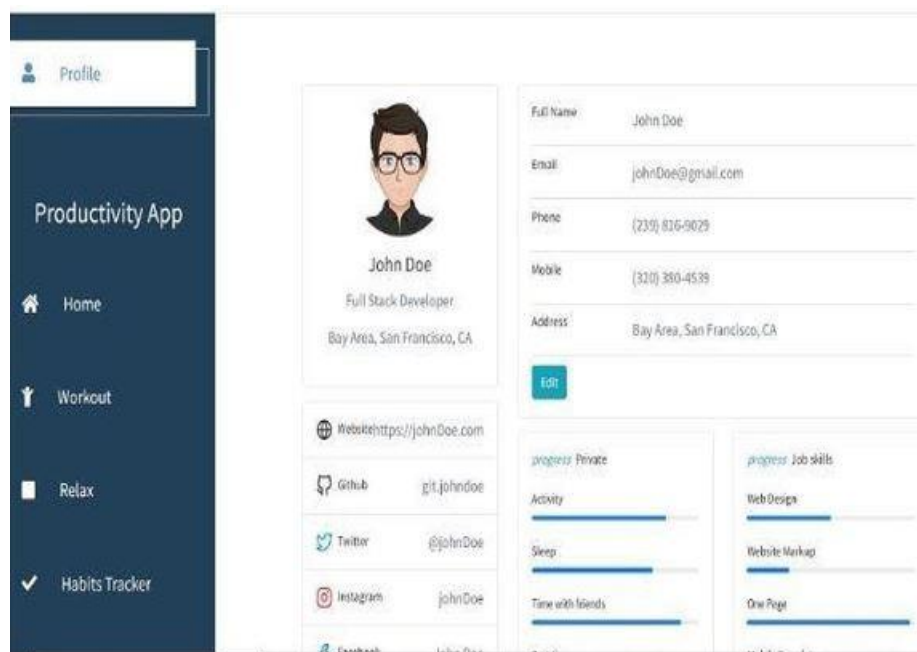 Profile
Productivity App
Home
Workout
Relax
Habits Tracker
John Doe
Full Stack Developer
Bay Area, San Francisco, CA
Website https://johnDoe.com
Github git.johndoe
Twitter @johnDoe
Instagram johnDoe
Facebook John Doe
Full Name John Doe
Email johnDoe@gmail.com
Phone (239) 816-9029
Mobile (320) 380-4539
Address Bay Area, San Francisco, CA
Edit
progress Private
Activity
Sleep
Time with friends
progress Job skills
Web Design
Website Markup
One Page